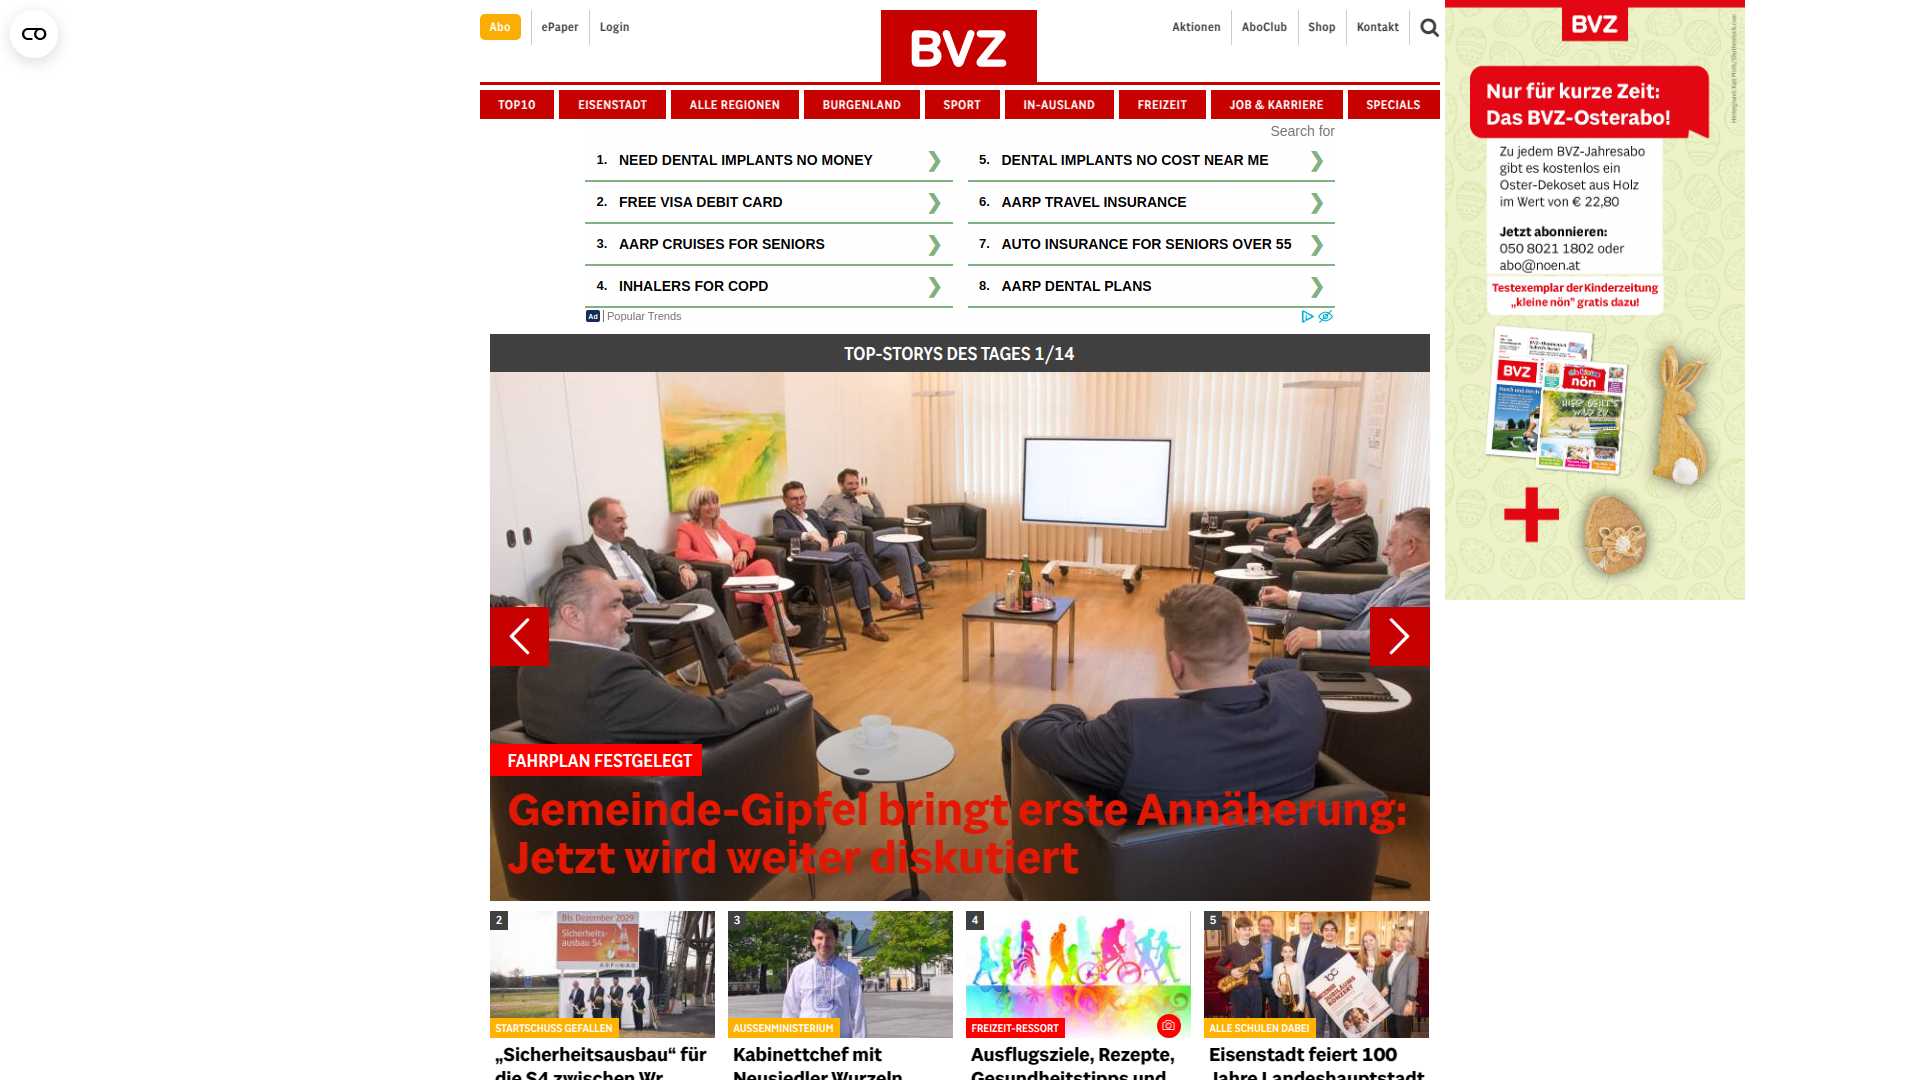 Abo
ePaper
Login
BVZ
Aktionen
AboClub
Shop
Kontakt
TOP10
EISENSTADT
ALLE REGIONEN
BURGENLAND
SPORT
IN-AUSLAND
FREIZEIT
JOB & KARRIERE
SPECIALS
Search for
1. NEED DENTAL IMPLANTS NO MONEY
2. FREE VISA DEBIT CARD
3. AARP CRUISES FOR SENIORS
4. INHALERS FOR COPD
5. DENTAL IMPLANTS NO COST NEAR ME
6. AARP TRAVEL INSURANCE
7. AUTO INSURANCE FOR SENIORS OVER 55
8. AARP DENTAL PLANS
Ad
Popular Trends
TOP-STORYS DES TAGES 1/14
FAHRPLAN FESTGELEGT
Gemeinde-Gipfel bringt erste Annäherung:
Jetzt wird weiter diskutiert
2
Bis Dezember 2029
Sicherheits-
ausbau S4
ASFINAG
STARTSCHUSS GEFALLEN
„Sicherheitsausbau“ für
die S4 zwischen Wr.
3
AUSSENMINISTERIUM
Kabinettchef mit
Neusiedler Wurzeln
4
FREIZEIT-RESSORT
Ausflugsziele, Rezepte,
Gesundheitstipps und
5
ALLE SCHULEN DABEI
Eisenstadt feiert 100
Jahre Landeshauptstadt
BVZ
Nur für kurze Zeit:
Das BVZ-Osterabo!
Zu jedem BVZ-Jahresabo
gibt es kostenlos ein
Oster-Dekoset aus Holz
im Wert von € 22,80
Jetzt abonnieren:
050 8021 1802 oder
abo@noen.at
Testexemplar der Kinderzeitung
„kleine nön" gratis dazu!
BVZ
nön